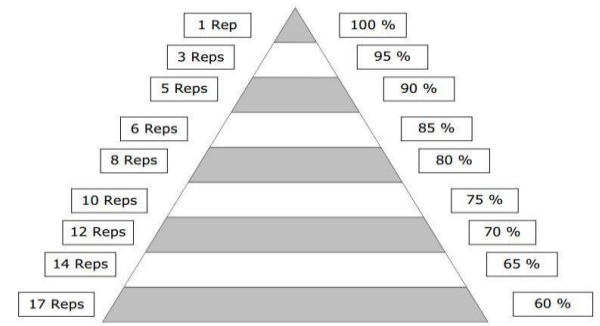 1 Rep 100 %
3 Reps 95 %
5 Reps 90 %
6 Reps 85 %
8 Reps 80 %
10 Reps 75 %
12 Reps 70 %
14 Reps 65 %
17 Reps 60 %